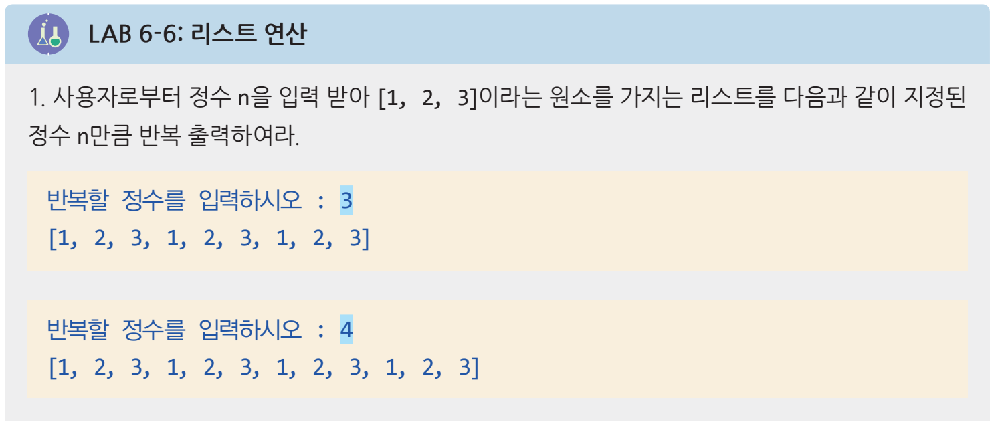 LAB 6-6: 리스트 연산
1. 사용자로부터 정수 n을 입력 받아 [1, 2, 3]이라는 원소를 가지는 리스트를 다음과 같이 지정된
정수 n만큼 반복 출력하여라.
반복할 정수를 입력하시오 : 3
[1, 2, 3, 1, 2, 3, 1, 2, 3]
반복할 정수를 입력하시오 : 4
[1, 2, 3, 1, 2, 3, 1, 2, 3, 1, 2, 3]